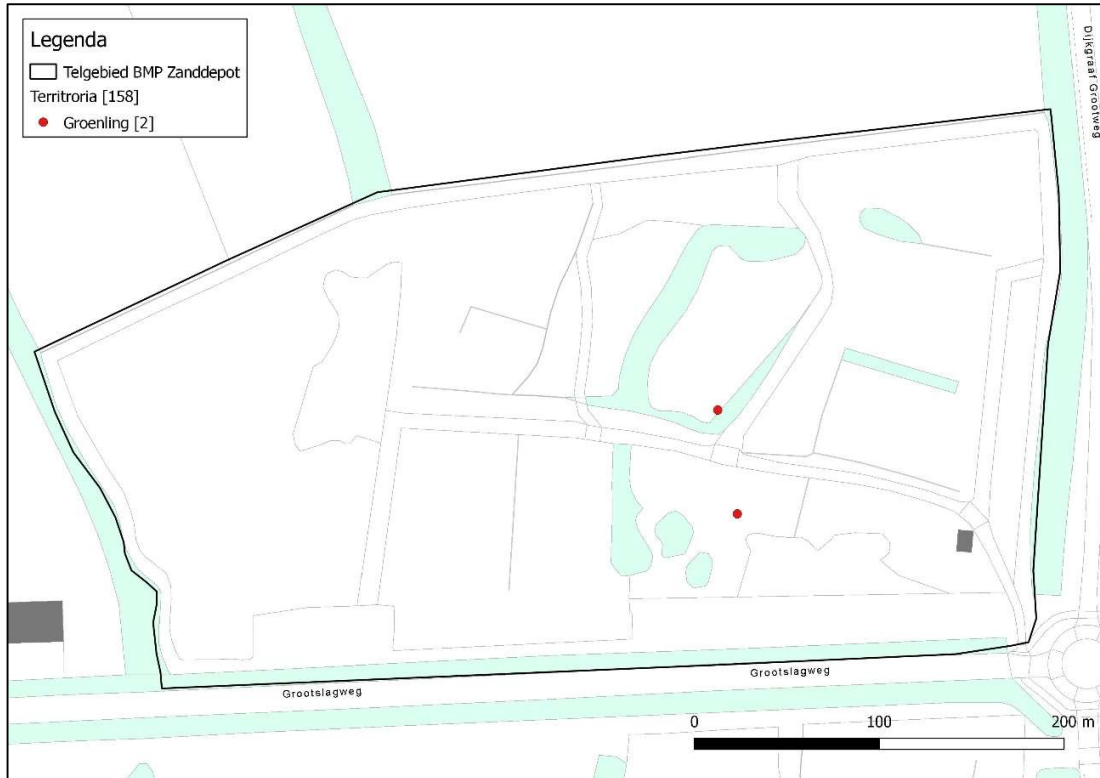 Legenda
Telgebied BMP Zanddepot
Territroria [158]
Groenling [2]
Dijkgraaf Grootweg
Grootslagweg
Grootslagweg
0 100 200 m